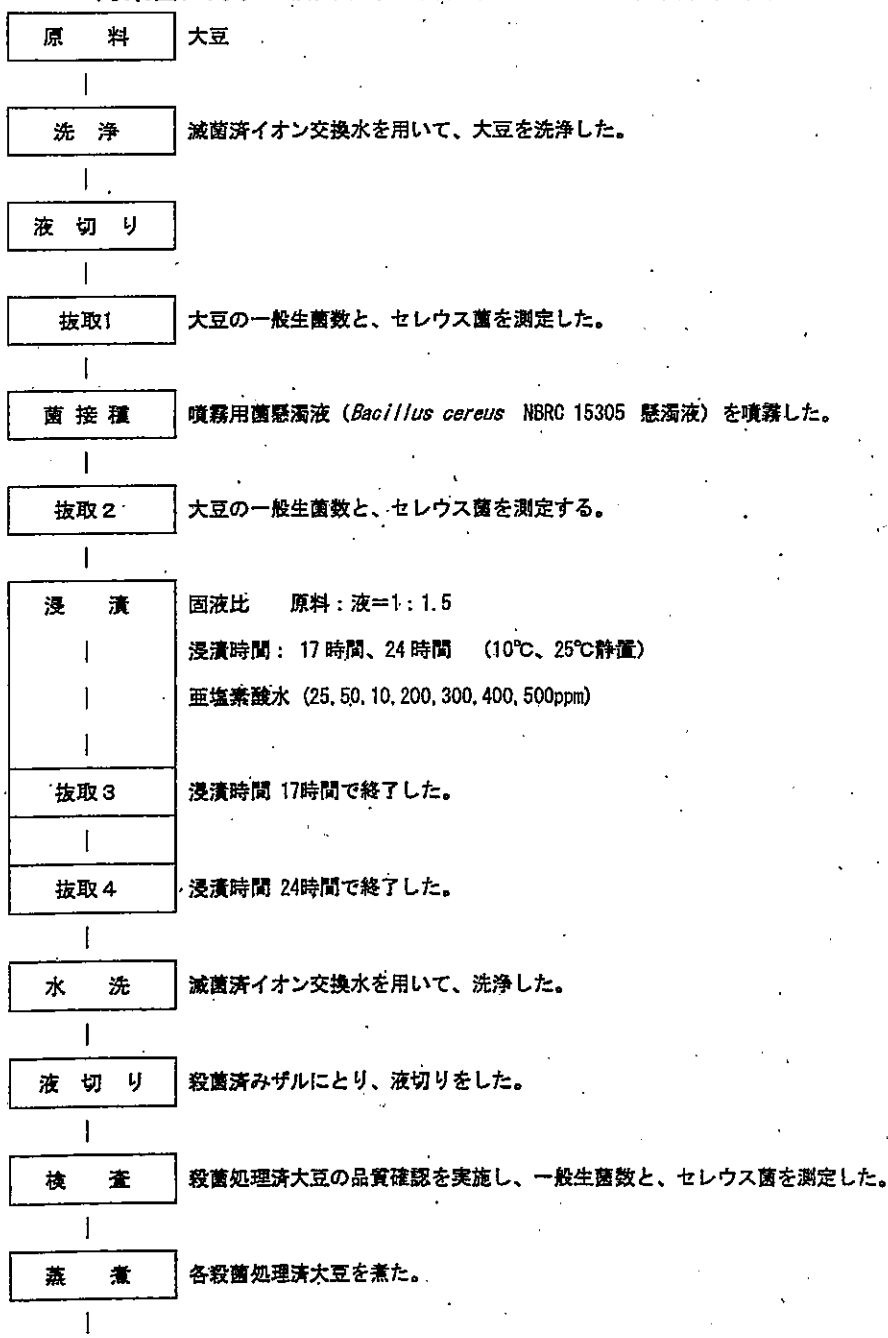 原 料 大豆
洗 浄 滅菌済イオン交換水を用いて、大豆を洗浄した。
液 切 り
抜取1 大豆の一般生菌数と、セレウス菌を測定した。
菌 接 種 噴霧用菌懸濁液 (Bacillus cereus NBRC 15305 懸濁液) を噴霧した。
抜取2 大豆の一般生菌数と、セレウス菌を測定する。
浸 漬 固液比 原料:液=1:1.5
浸漬時間: 17時間、24時間 (10℃、25℃静置)
亜塩素酸水 (25, 50, 10, 200, 300, 400, 500ppm)
抜取3 浸漬時間 17時間で終了した。
抜取4 浸漬時間 24時間で終了した。
水 洗 滅菌済イオン交換水を用いて、洗浄した。
液 切 り 殺菌済みザルにとり、液切りをした。
検 査 殺菌処理済大豆の品質確認を実施し、一般生菌数と、セレウス菌を測定した。
蒸 煮 各殺菌処理済大豆を煮た。